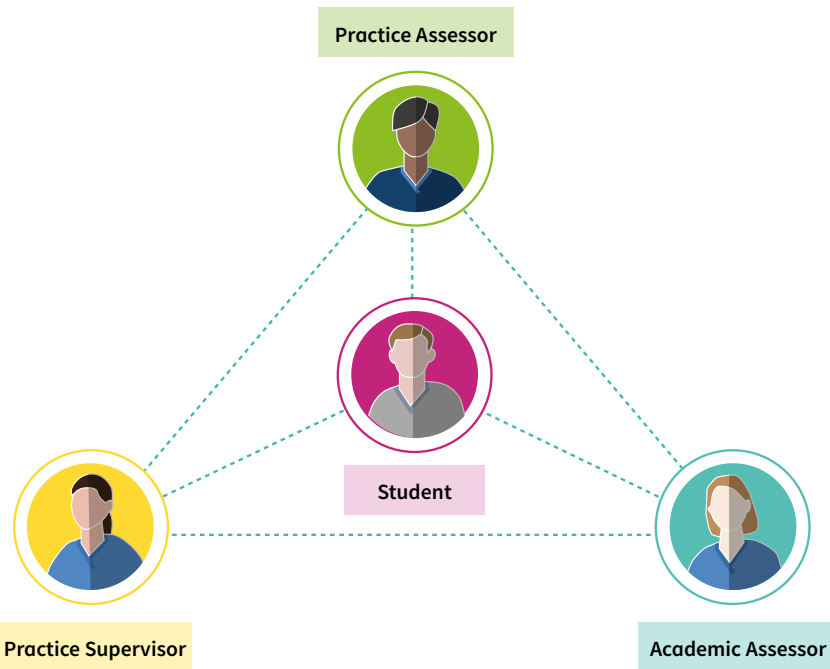 Practice Assessor
Student
Practice Supervisor
Academic Assessor